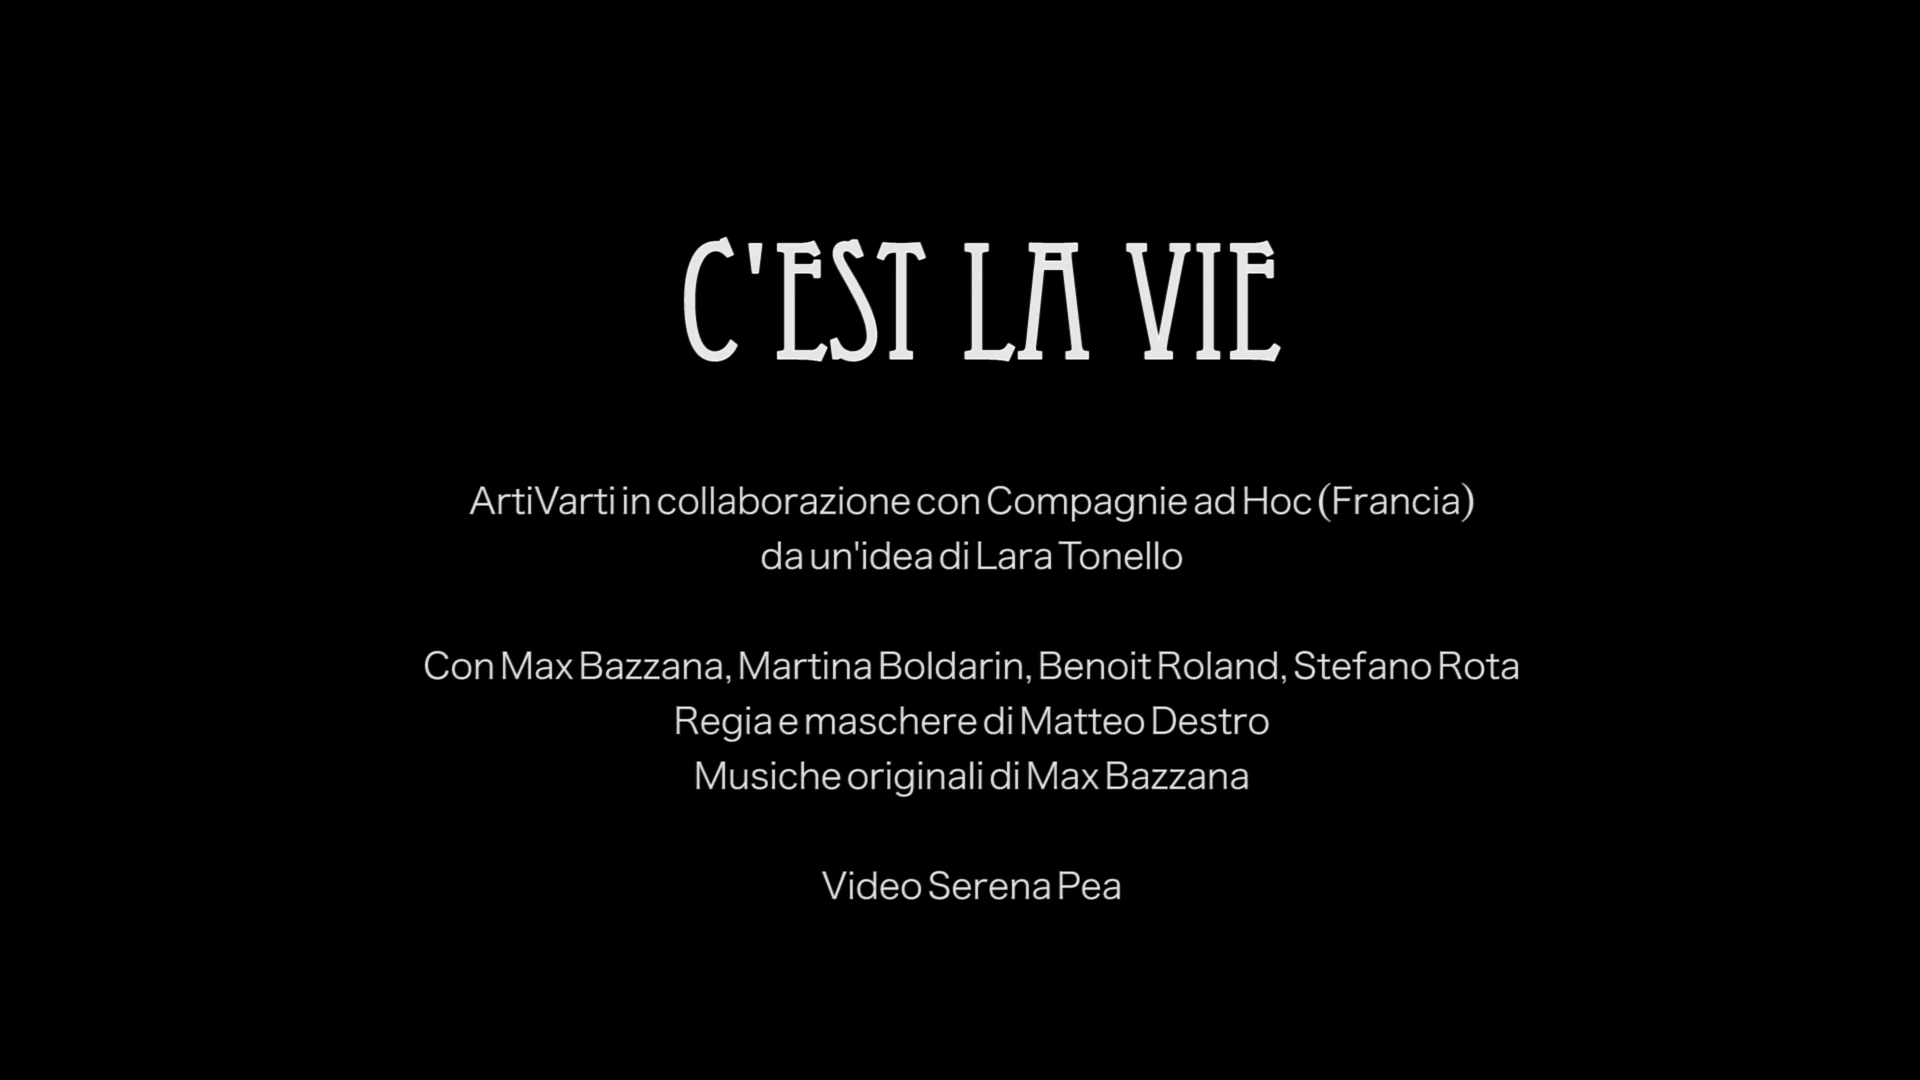 C'EST LA VIE
ArtiVarti in collaborazione con Compagnie ad Hoc (Francia)
da un'idea di Lara Tonello
Con Max Bazzana, Martina Boldarin, Benoit Roland, Stefano Rota
Regia e maschere di Matteo Destro
Musiche originali di Max Bazzana
Video Serena Pea